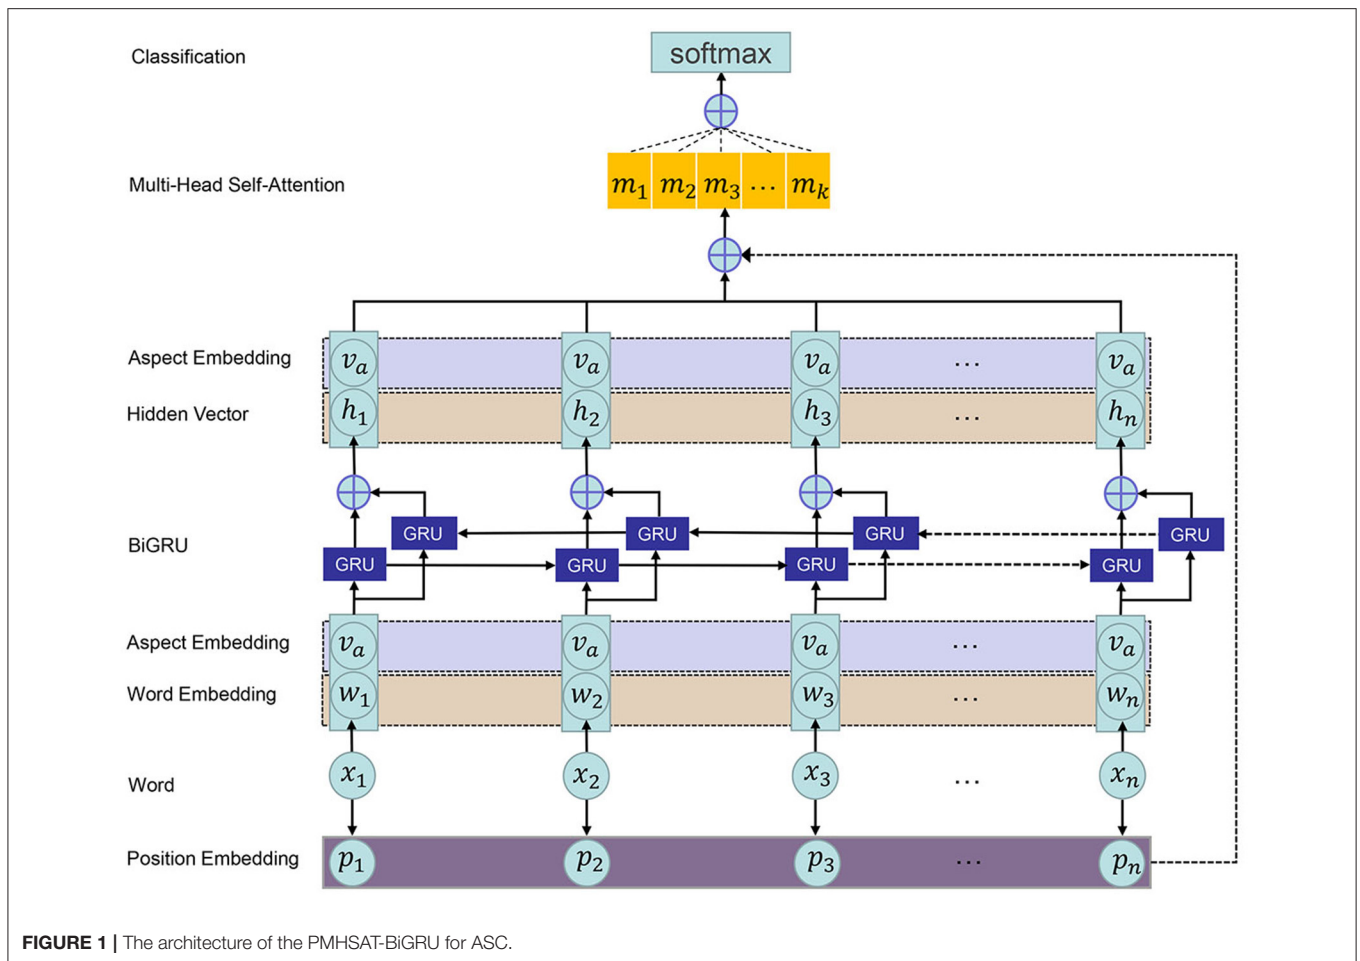 Classification softmax
Multi-Head Self-Attention m₁ m₂ m₃ ⋯ mₖ
Aspect Embedding vₐ vₐ vₐ ⋯ vₐ
Hidden Vector h₁ h₂ h₃ ⋯ hₙ
GRU GRU GRU GRU
BiGRU
GRU GRU GRU GRU
Aspect Embedding vₐ vₐ vₐ ⋯ vₐ
Word Embedding w₁ w₂ w₃ ⋯ wₙ
Word x₁ x₂ x₃ ⋯ xₙ
Position Embedding p₁ p₂ p₃ ⋯ pₙ
FIGURE 1 | The architecture of the PMHSAT-BiGRU for ASC.